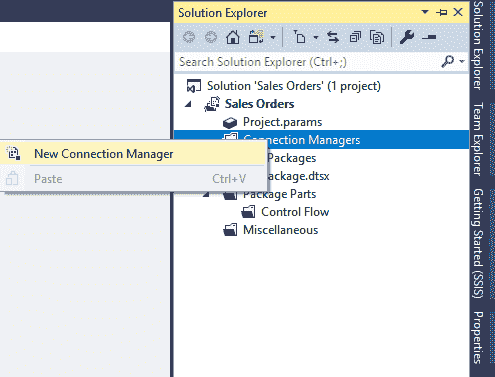 Solution Explorer
Search Solution Explorer (Ctrl+;)
Solution 'Sales Orders' (1 project)
Sales Orders
Project.params
Connection Managers
New Connection Manager
Packages
Paste Ctrl+V
ackage.dtsx
Package Parts
Control Flow
Miscellaneous
Solution Explorer
Team Explorer
Getting Started (SSIS)
Properties